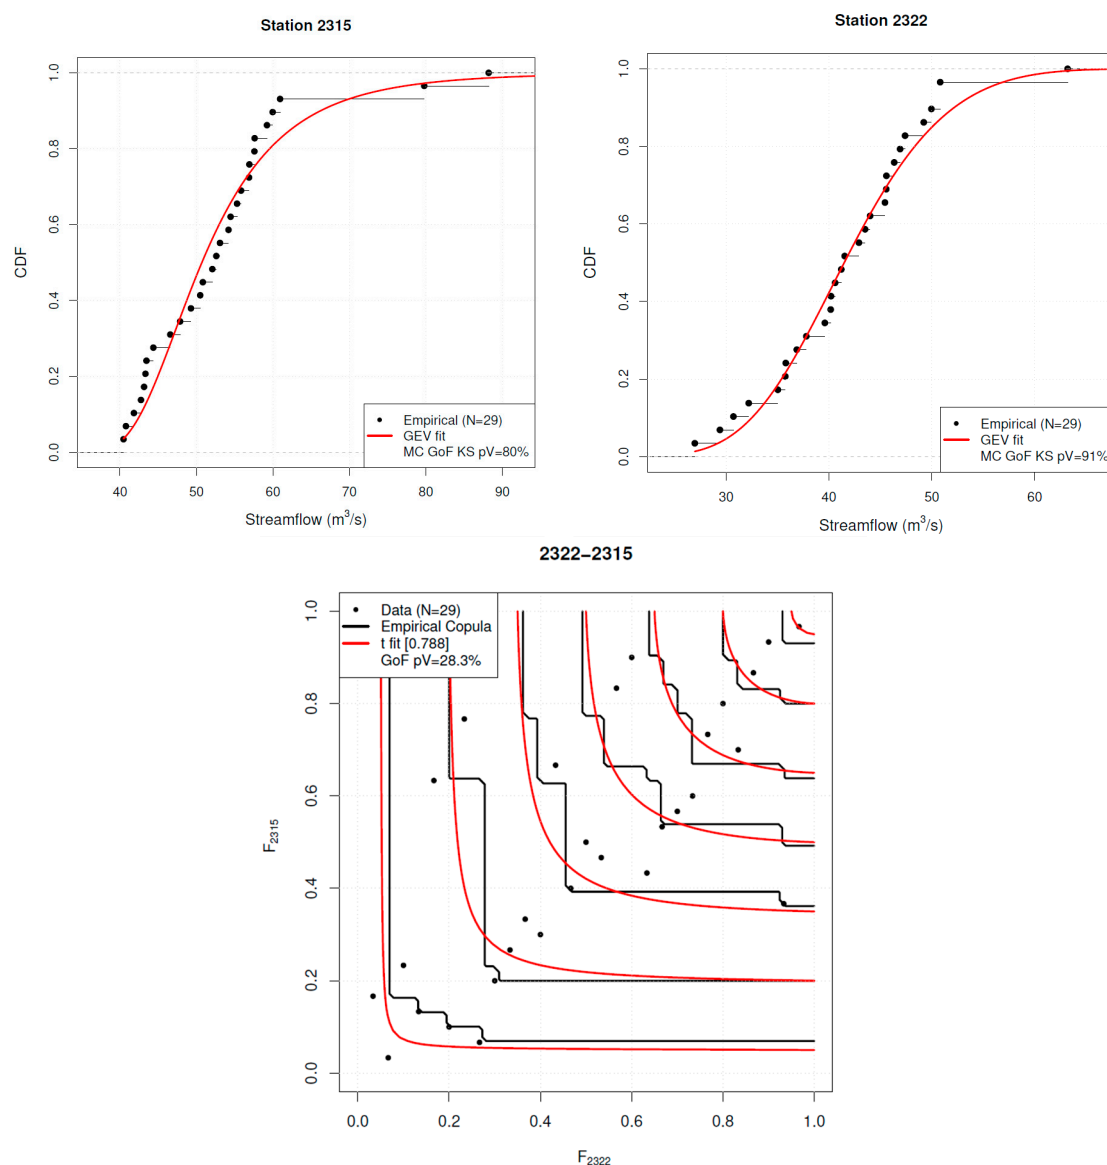 Station 2315
CDF
1.0
0.8
0.6
0.4
0.2
0.0
Empirical (N=29)
GEV fit
MC GoF KS pV=80%
40 50 60 70 80 90
Streamflow (m³/s)
Station 2322
CDF
1.0
0.8
0.6
0.4
0.2
0.0
Empirical (N=29)
GEV fit
MC GoF KS pV=91%
30 40 50 60
Streamflow (m³/s)
2322−2315
F₂₃₁₅
1.0
0.8
0.6
0.4
0.2
0.0
Data (N=29)
Empirical Copula
t fit [0.788]
GoF pV=28.3%
0.0 0.2 0.4 0.6 0.8 1.0
F₂₃₂₂